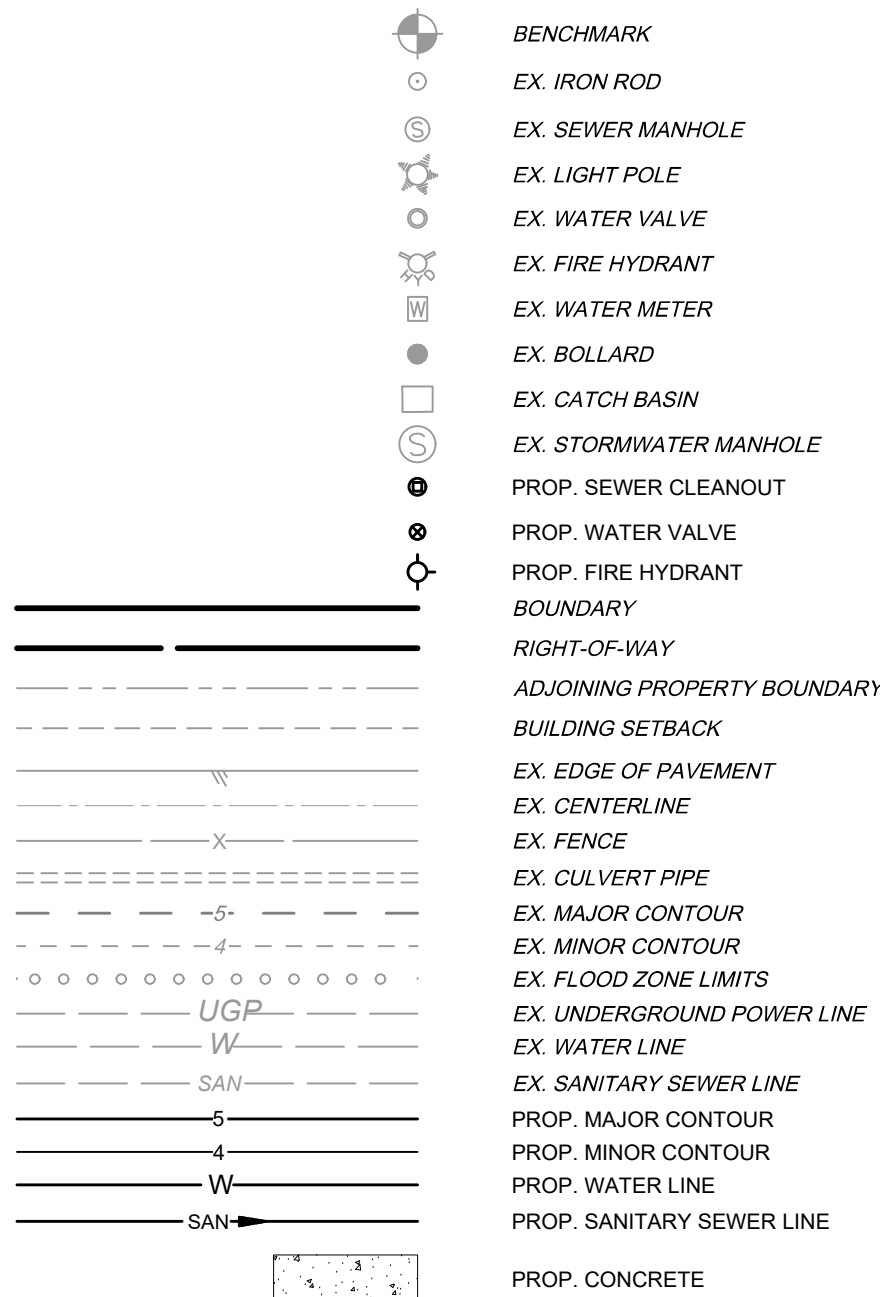 BENCHMARK
EX. IRON ROD
S EX. SEWER MANHOLE
EX. LIGHT POLE
EX. WATER VALVE
HYD EX. FIRE HYDRANT
W EX. WATER METER
EX. BOLLARD
EX. CATCH BASIN
S EX. STORMWATER MANHOLE
PROP. SEWER CLEANOUT
PROP. WATER VALVE
PROP. FIRE HYDRANT
BOUNDARY
RIGHT-OF-WAY
ADJOINING PROPERTY BOUNDARY
BUILDING SETBACK
EX. EDGE OF PAVEMENT
EX. CENTERLINE
X EX. FENCE
EX. CULVERT PIPE
5 EX. MAJOR CONTOUR
4 EX. MINOR CONTOUR
EX. FLOOD ZONE LIMITS
UGP EX. UNDERGROUND POWER LINE
W EX. WATER LINE
SAN EX. SANITARY SEWER LINE
5 PROP. MAJOR CONTOUR
4 PROP. MINOR CONTOUR
W PROP. WATER LINE
SAN PROP. SANITARY SEWER LINE
PROP. CONCRETE